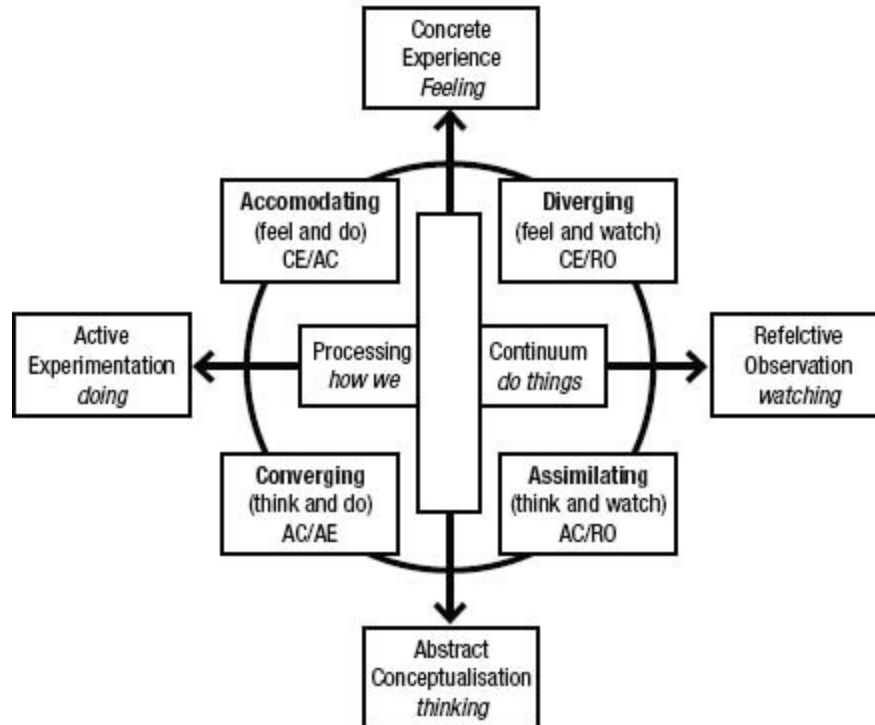 Concrete
Experience
Feeling
Accomodating
(feel and do)
CE/AC
Diverging
(feel and watch)
CE/RO
Active
Experimentation
doing
Processing
how we
Continuum
do things
Refelctive
Observation
watching
Converging
(think and do)
AC/AE
Assimilating
(think and watch)
AC/RO
Abstract
Conceptualisation
thinking